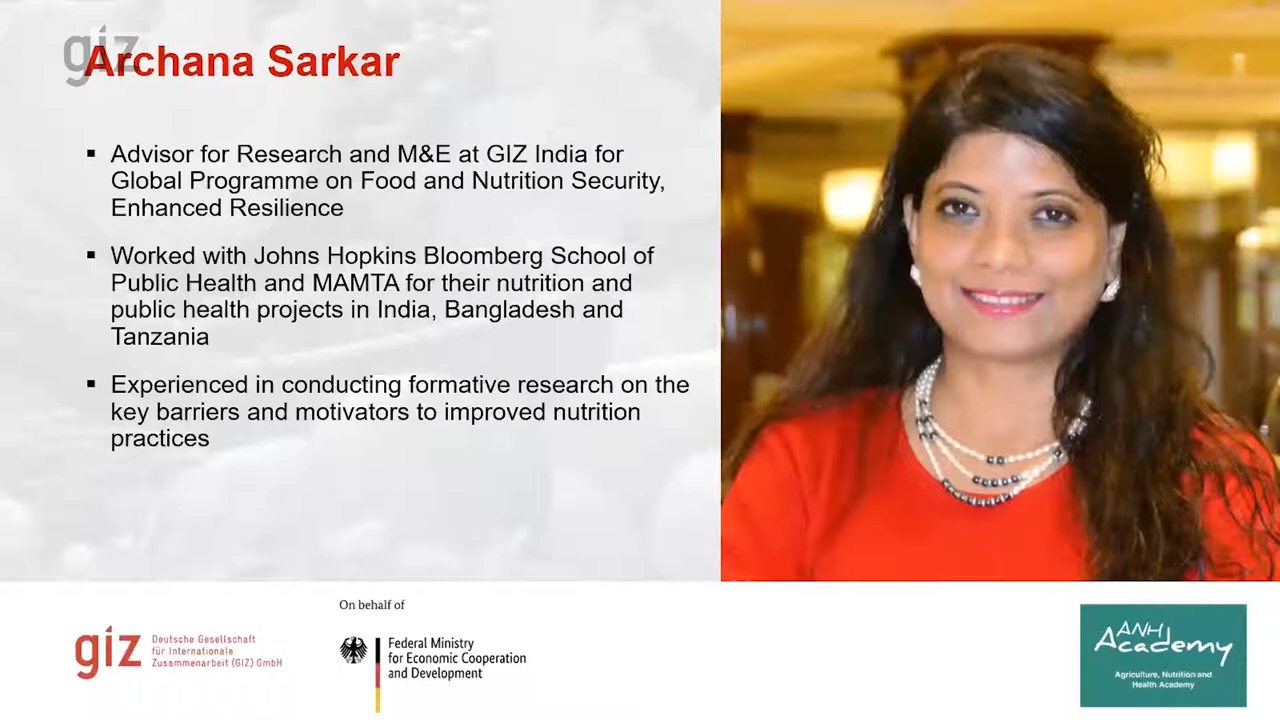 giz
Archana Sarkar
▪ Advisor for Research and M&E at GIZ India for
Global Programme on Food and Nutrition Security,
Enhanced Resilience
▪ Worked with Johns Hopkins Bloomberg School of
Public Health and MAMTA for their nutrition and
public health projects in India, Bangladesh and
Tanzania
▪ Experienced in conducting formative research on the
key barriers and motivators to improved nutrition
practices
giz
Deutsche Gesellschaft
für Internationale
Zusammenarbeit (GIZ) GmbH
On behalf of
Federal Ministry
for Economic Cooperation
and Development
ANH
Academy
Agriculture, Nutrition and
Health Academy